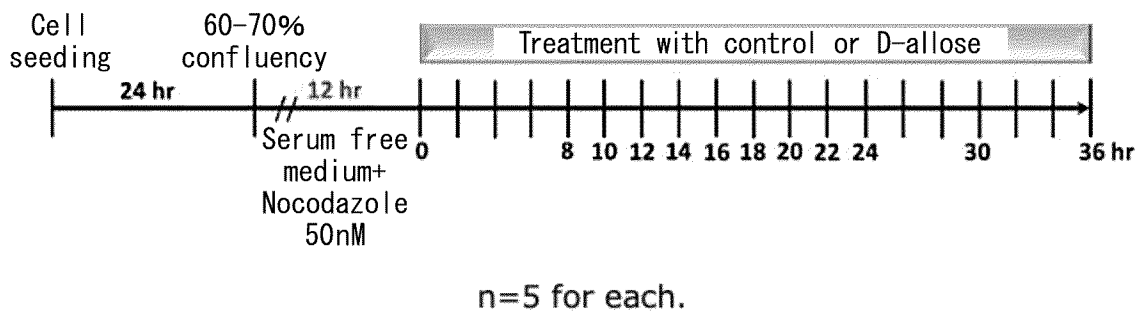 Cell
seeding
60-70%
confluency
Treatment with control or D-allose
24 hr
12 hr
Serum free
medium+
Nocodazole
50nM
0 8 10 12 14 16 18 20 22 24 30 36 hr
n=5 for each.